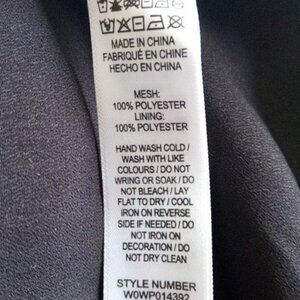 MADE IN CHINA
FABRIQUÉ EN CHINE
HECHO EN CHINA
MESH:
100% POLYESTER
LINING:
100% POLYESTER
HAND WASH COLD /
WASH WITH LIKE
COLOURS / DO NOT
WRING OR SOAK / DO
NOT BLEACH / LAY
FLAT TO DRY / COOL
IRON ON REVERSE
SIDE IF NEEDED / DO
NOT IRON ON
DECORATION / DO
NOT DRY CLEAN
STYLE NUMBER
W0WP014392